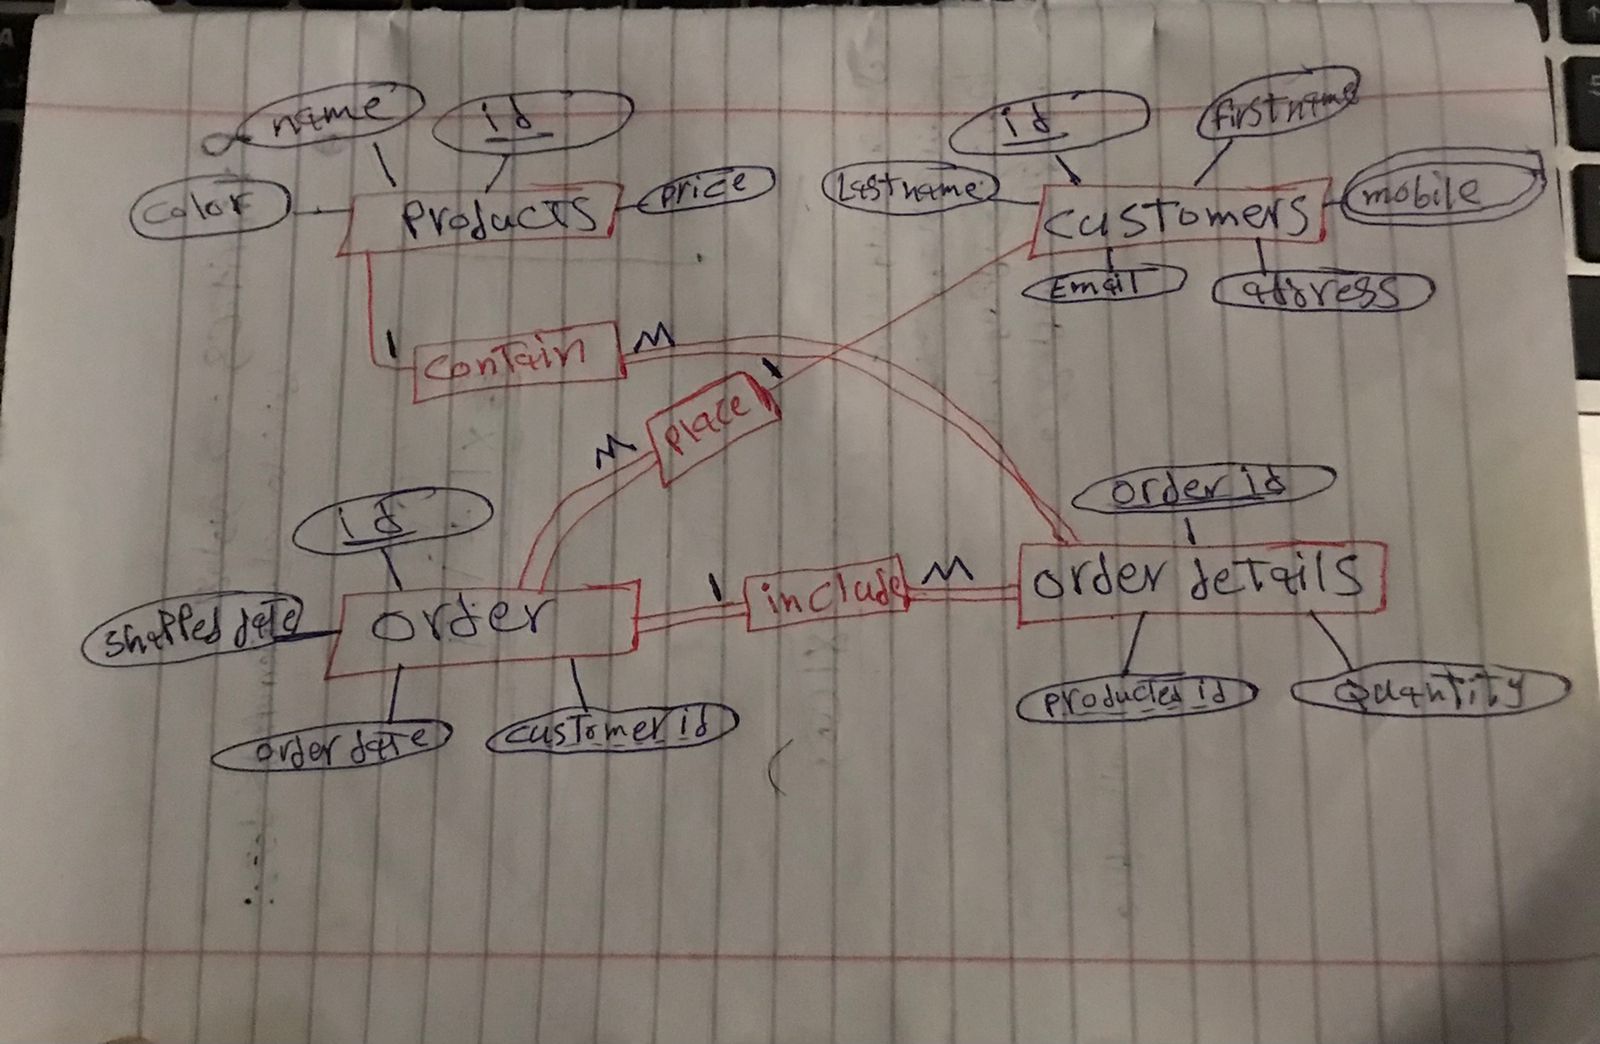 name
id
color
Products
price
id
firstname
Lastname
customers
mobile
Email
address
1
contain
M
1
place
M
id
shapped date
order
order date
customer id
1
include
M
order id
order details
producted id
Quantity